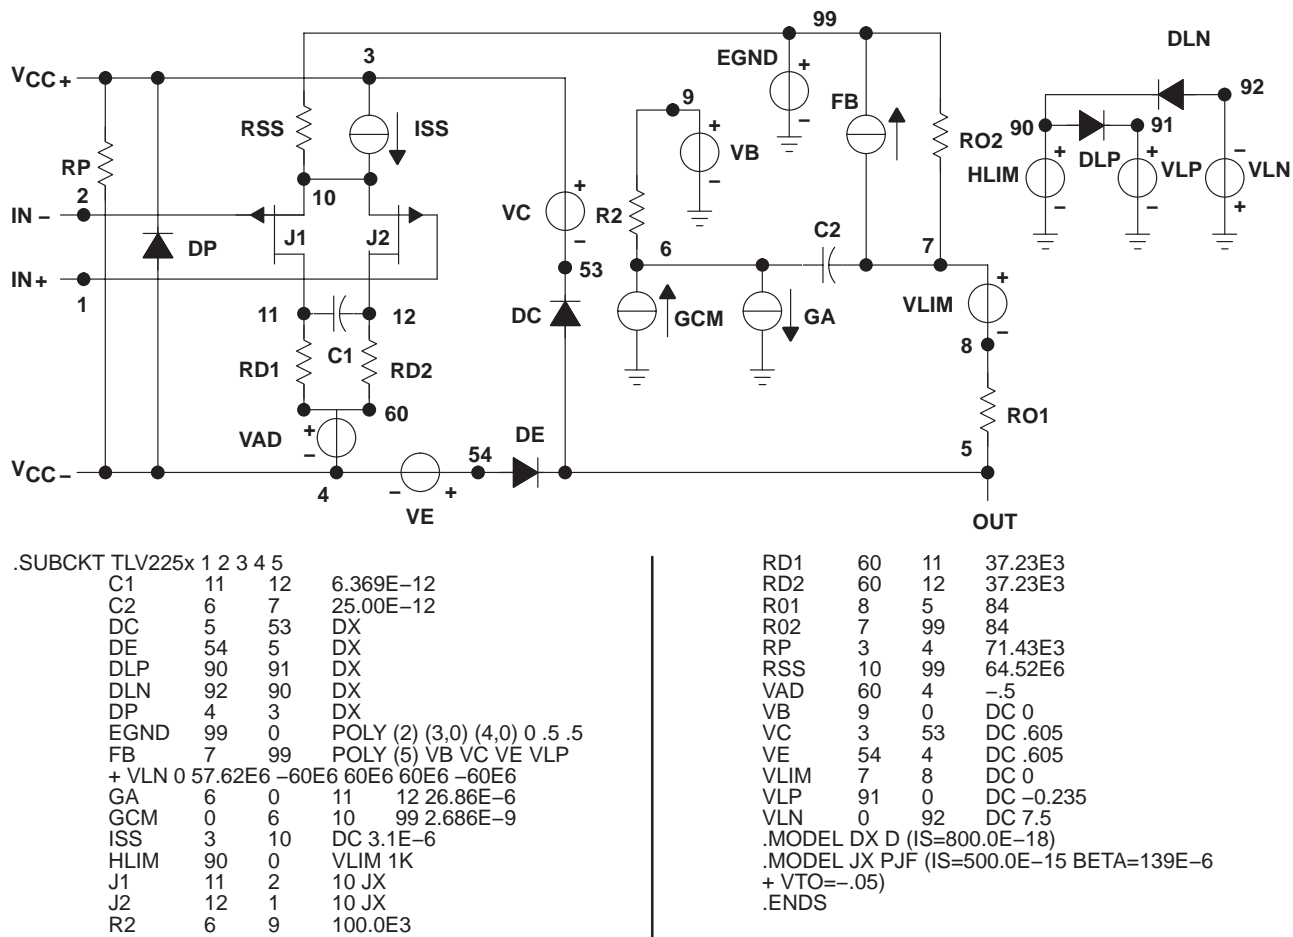 99
3
DLN
VCC+
EGND
+
–
9
FB
92
RSS
ISS
+
–
VB
90
91
RO2
DLP
RP
10
HLIM
+
–
+
–
VLP
–
+
VLN
2
IN –
J1
J2
VC
+
–
R2
C2
DP
6
7
IN+
1
53
+
–
VLIM
11
12
DC
GCM
GA
C1
8
RD1
RD2
60
RO1
VAD
+
–
DE
54
5
VCC–
4
–
+
VE
OUT
.SUBCKT TLV225x 1 2 3 4 5
C1 11 12 6.369E–12
C2 6 7 25.00E–12
DC 5 53 DX
DE 54 5 DX
DLP 90 91 DX
DLN 92 90 DX
DP 4 3 DX
EGND 99 0 POLY (2) (3,0) (4,0) 0 .5 .5
FB 7 99 POLY (5) VB VC VE VLP
+ VLN 0 57.62E6 –60E6 60E6 60E6 –60E6
GA 6 0 11 12 26.86E–6
GCM 0 6 10 99 2.686E–9
ISS 3 10 DC 3.1E–6
HLIM 90 0 VLIM 1K
J1 11 2 10 JX
J2 12 1 10 JX
R2 6 9 100.0E3
RD1 60 11 37.23E3
RD2 60 12 37.23E3
R01 8 5 84
R02 7 99 84
RP 3 4 71.43E3
RSS 10 99 64.52E6
VAD 60 4 –.5
VB 9 0 DC 0
VC 3 53 DC .605
VE 54 4 DC .605
VLIM 7 8 DC 0
VLP 91 0 DC –0.235
VLN 0 92 DC 7.5
.MODEL DX D (IS=800.0E–18)
.MODEL JX PJF (IS=500.0E–15 BETA=139E–6
+ VTO=–.05)
.ENDS